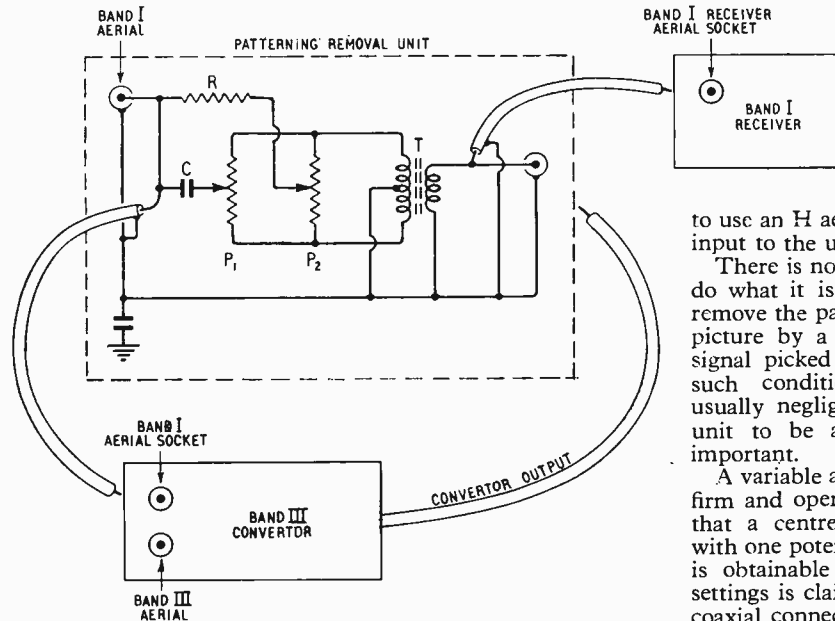 BAND I
AERIAL
PATTERNING REMOVAL UNIT
BAND I RECEIVER
AERIAL SOCKET
R
BAND I
RECEIVER
C
T
P1
P2
BAND I
AERIAL SOCKET
BAND III
CONVERTOR
CONVERTOR OUTPUT
BAND III
AERIAL
to use an H ae
input to the u
There is no
do what it is
remove the pa
picture by a
signal picked
such conditi
usually neglig
unit to be a
important.
A variable a
firm and oper
that a centre
with one poter
is obtainable
settings is clai
coaxial connec